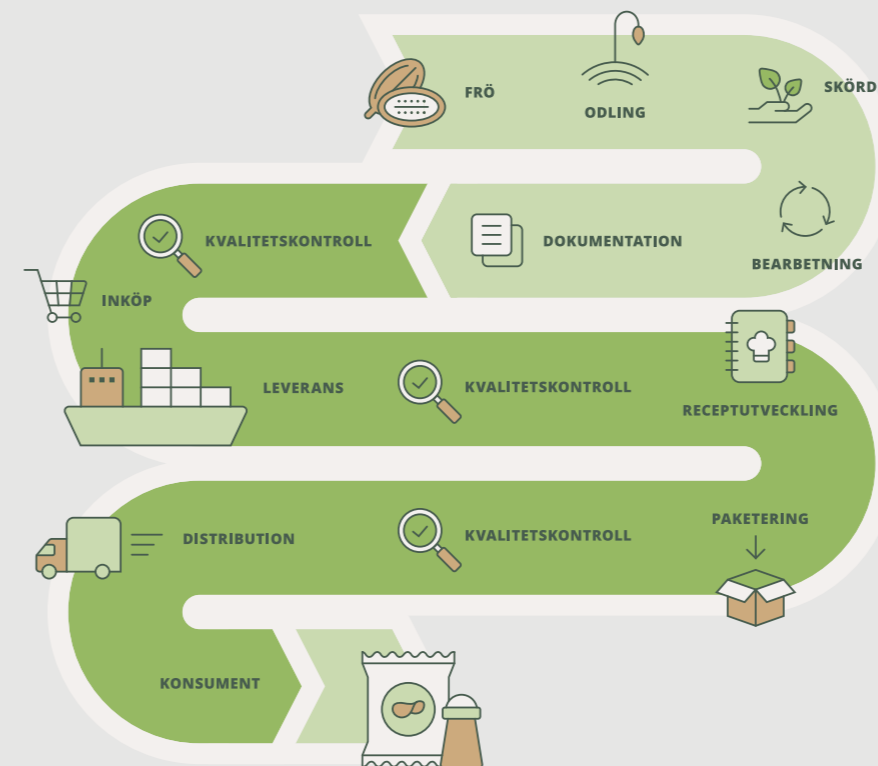 FRÖ
ODLING
SKÖRD
BEARBETNING
DOKUMENTATION
KVALITETSKONTROLL
INKÖP
LEVERANS
KVALITETSKONTROLL
RECEPTUTVECKLING
PAKETERING
KVALITETSKONTROLL
DISTRIBUTION
KONSUMENT